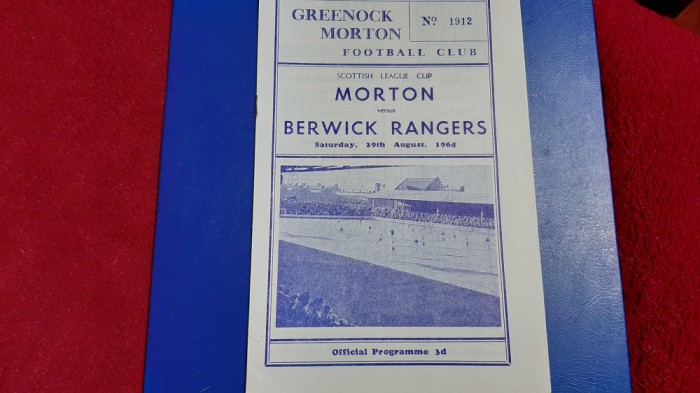 GREENOCK
MORTON
Nº 1912
FOOTBALL CLUB
SCOTTISH LEAGUE CUP
MORTON
versus
BERWICK RANGERS
Saturday, 29th August, 1964
Official Programme 3d